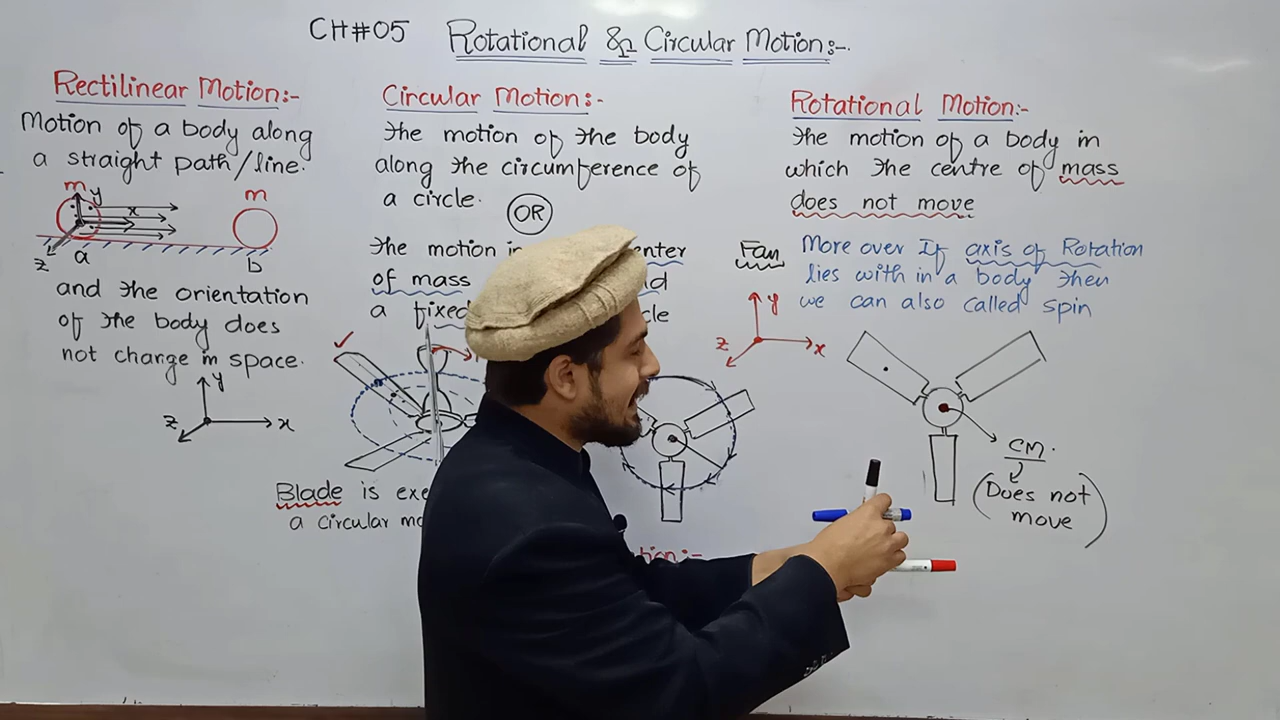 CH#05 Rotational & Circular Motion:-
Rectilinear Motion:-
Motion of a body along
a straight path/line.
m y x m
z a b
and the orientation
of the body does
not change in space.
y
z x
Circular Motion:-
The motion of the body
along the circumference of
a circle.
OR
The motion in enter
of mass
a fixed cle
Blade is exe
a circular mo
tion:-
Rotational Motion:-
The motion of a body in
which the centre of mass
does not move
Fan More over If axis of Rotation
lies with in a body then
we can also called spin
y
z x
CM.
(Does not
move)